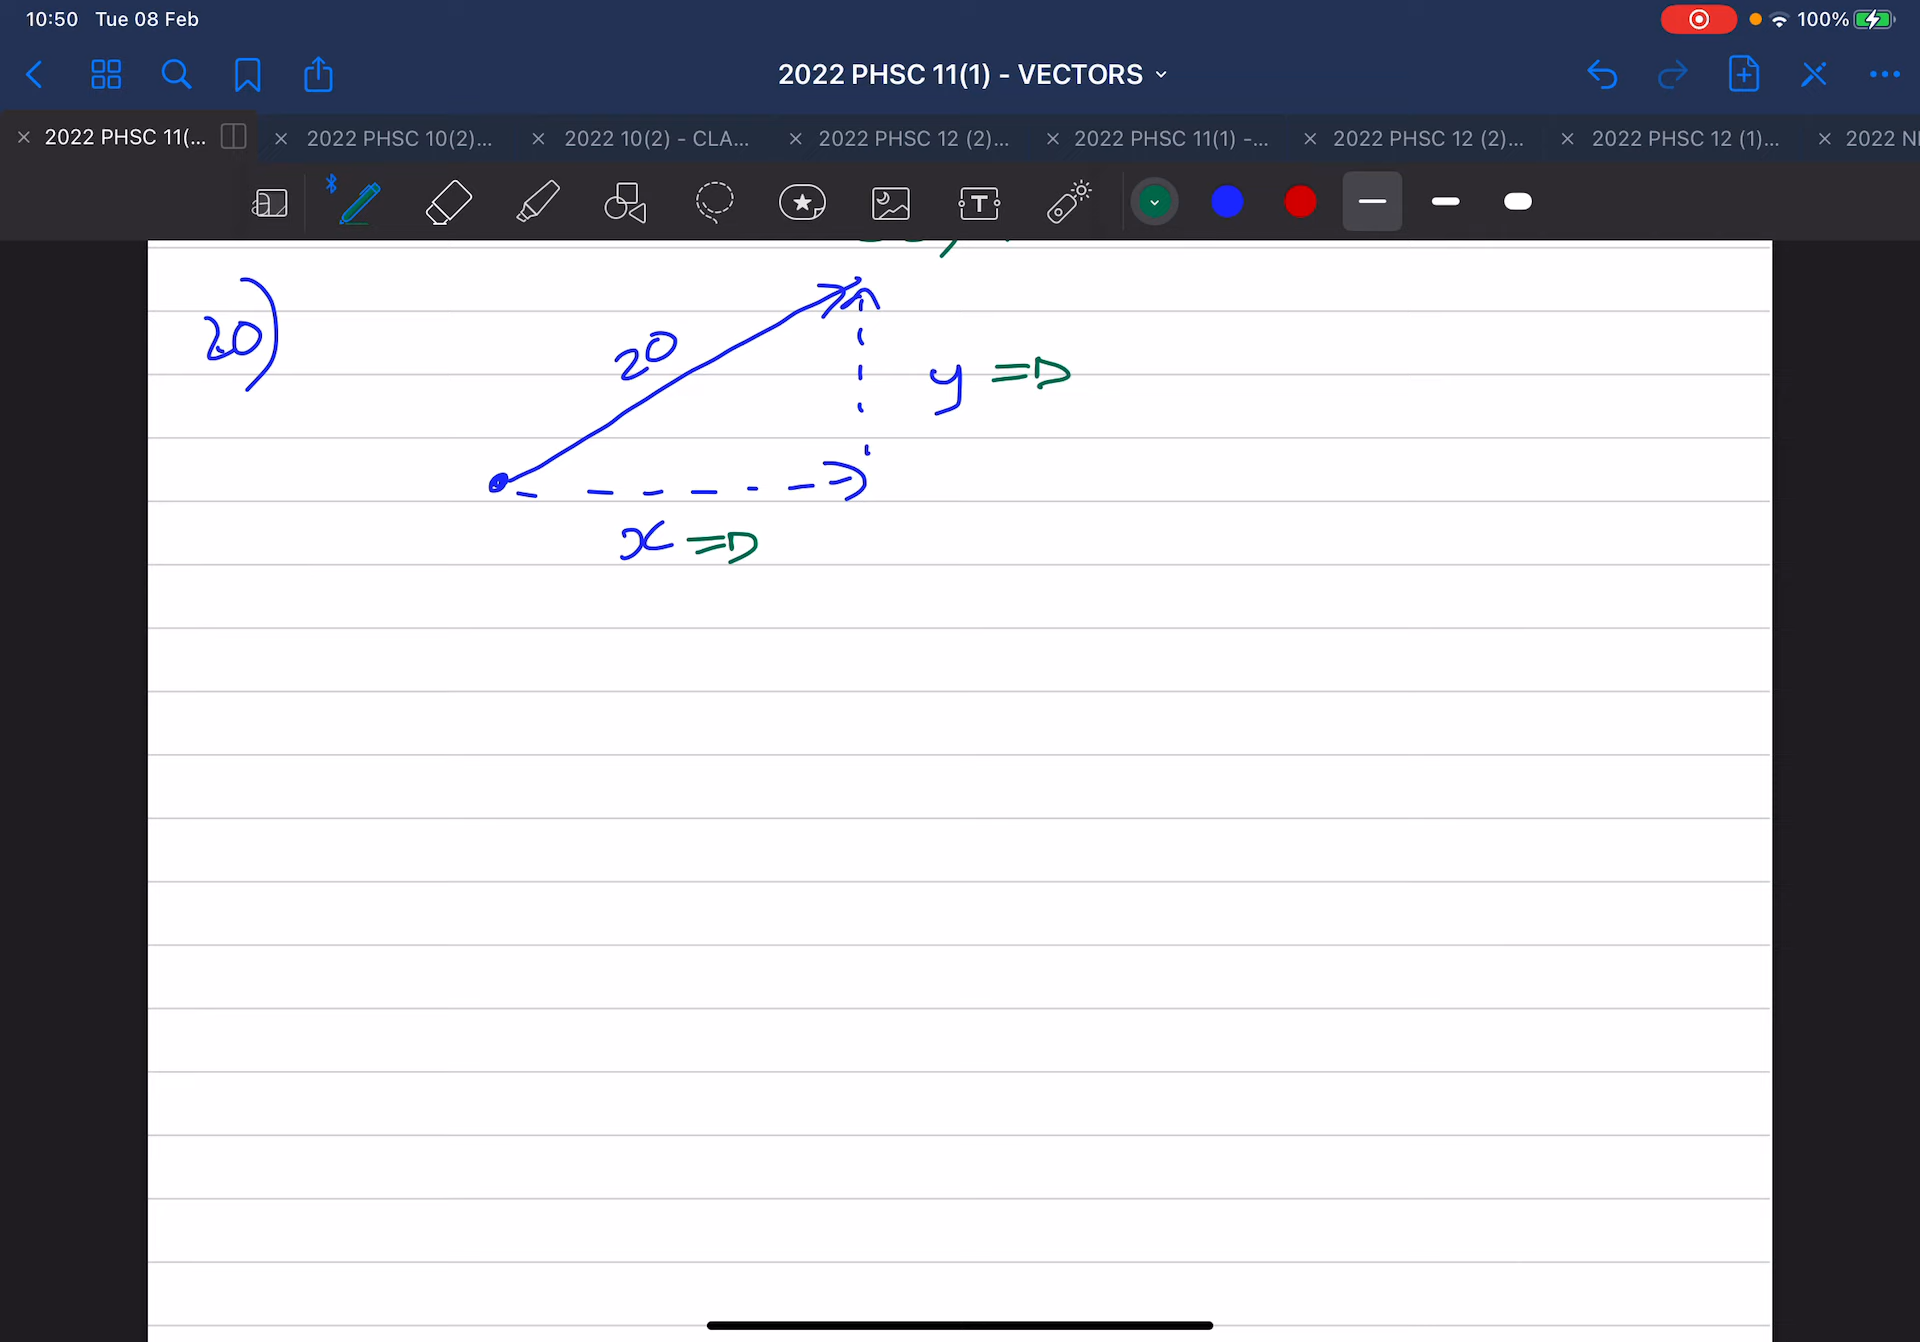 10:50 Tue 08 Feb 100%
2022 PHSC 11(1) - VECTORS
2022 PHSC 11(... 2022 PHSC 10(2)... 2022 10(2) - CLA... 2022 PHSC 12 (2)... 2022 PHSC 11(1) -... 2022 PHSC 12 (2)... 2022 PHSC 12 (1)... 2022 N
T
20)
20
y =D
x =D